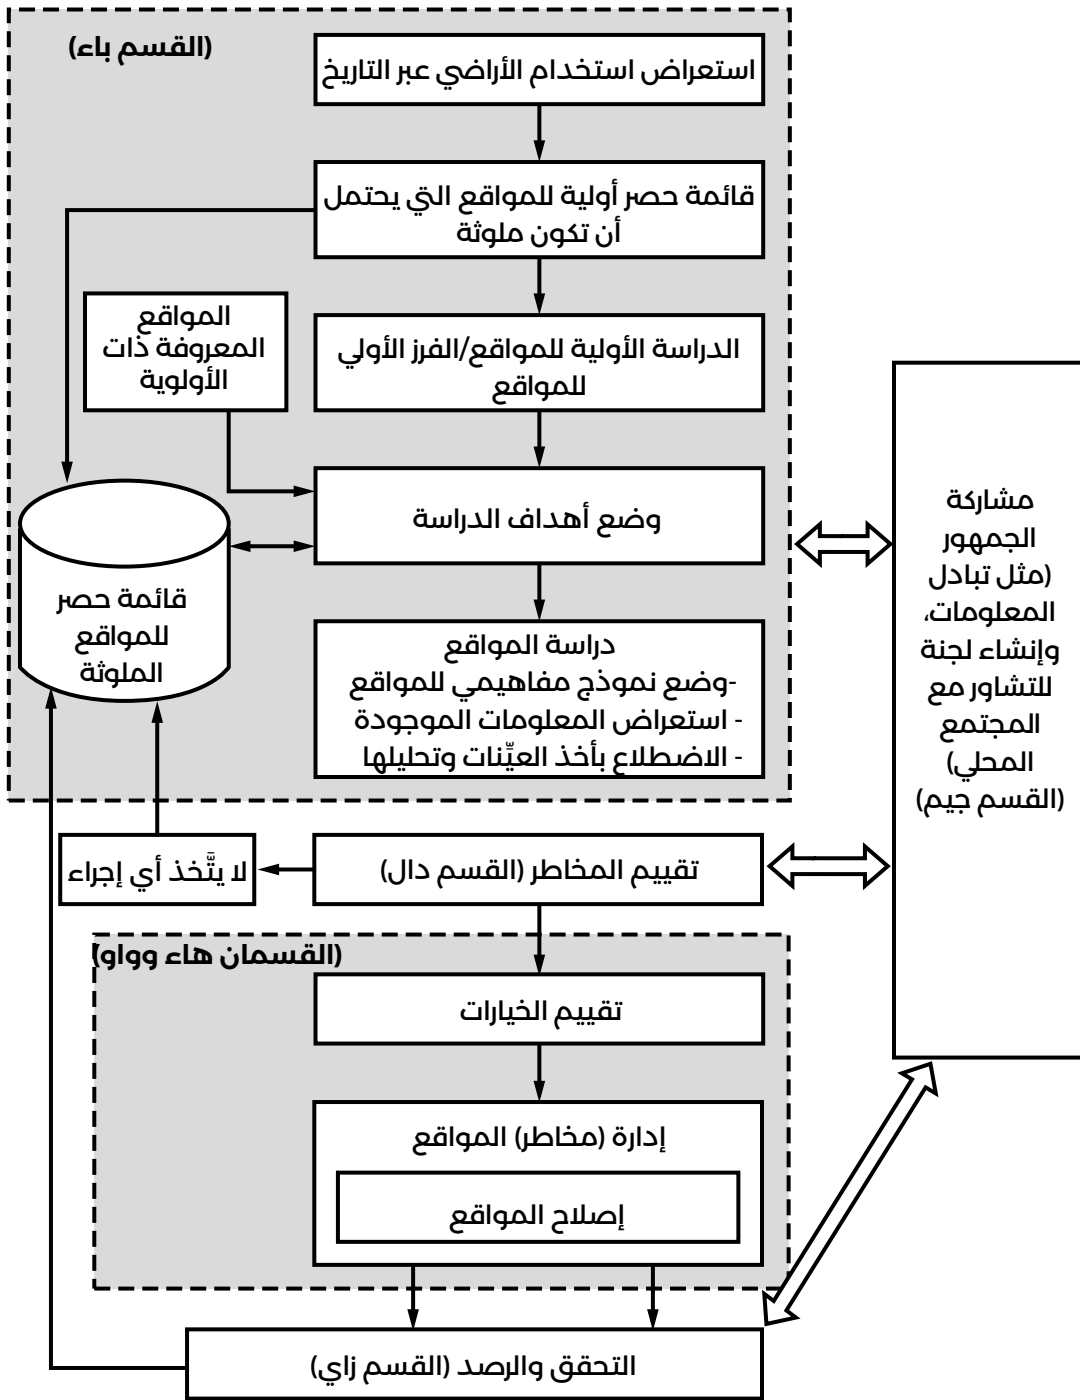 (القسم باء)
استعراض استخدام الأراضي عبر التاريخ
قائمة حصر أولية للمواقع التي يحتمل
أن تكون ملوثة
المواقع
المعروفة ذات
الأولوية
الدراسة الأولية للمواقع/الفرز الأولي
للمواقع
وضع أهداف الدراسة
قائمة حصر
للمواقع
الملوثة
دراسة المواقع
-وضع نموذج مفاهيمي للمواقع
- استعراض المعلومات الموجودة
- الاضطلاع بأخذ العيِّنات وتحليلها
مشاركة
الجمهور
(مثل تبادل
المعلومات،
وإنشاء لجنة
للتشاور مع
المجتمع
المحلي)
(القسم جيم)
تقييم المخاطر (القسم دال)
لا يتَّخذ أي إجراء
(القسمان هاء وواو)
تقييم الخيارات
إدارة (مخاطر) المواقع
إصلاح المواقع
التحقق والرصد (القسم زاي)